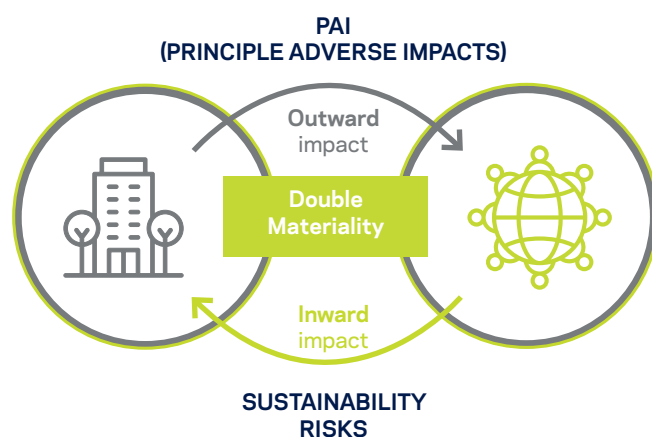 PAI
(PRINCIPLE ADVERSE IMPACTS)
Outward
impact
Double
Materiality
Inward
impact
SUSTAINABILITY
RISKS